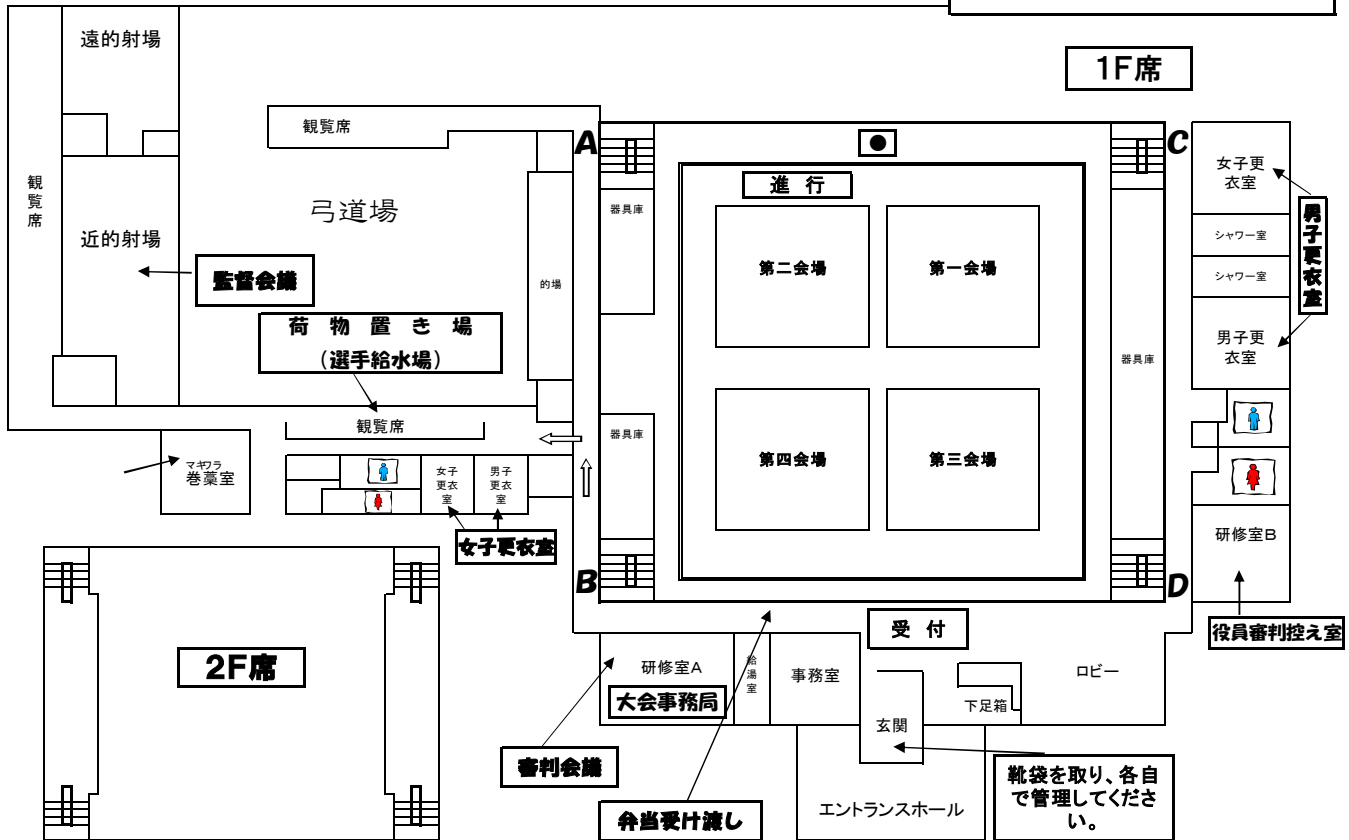 遠的射場
1F席
観覧席
A
C
●
女子更
衣室
進 行
観
覧
席
弓道場
器具庫
男
子
更
衣
室
近的射場
シャワー室
監督会議
第二会場
第一会場
シャワー室
的場
荷 物 置 き 場
(選手給水場)
男子更
衣室
器具庫
観覧席
器具庫
第四会場
第三会場
マキワラ
巻藁室
女子
更衣
室
男子
更衣
室
女子更衣室
研修室B
B
D
受 付
役員審判控え室
2F席
研修室A
給
湯
室
事務室
ロビー
大会事務局
下足箱
玄関
審判会議
靴袋を取り、各自
で管理してくださ
い。
弁当受け渡し
エントランスホール